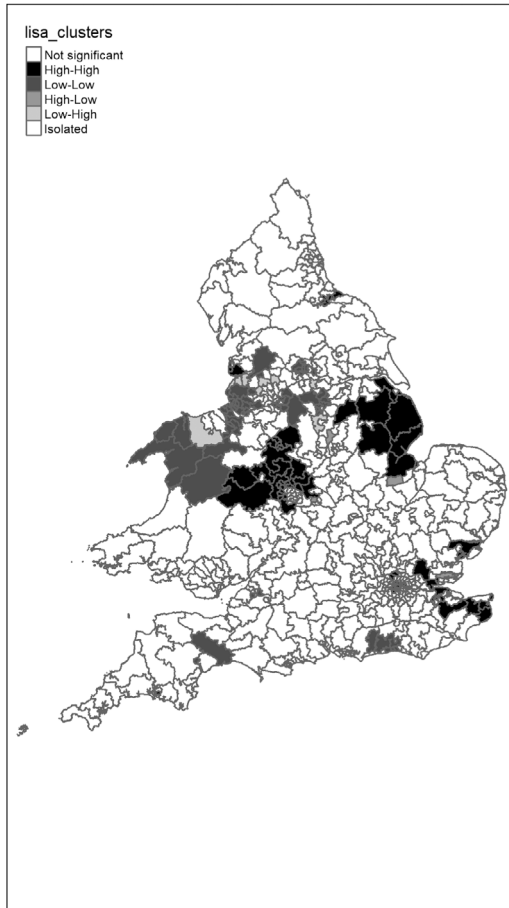 lisa_clusters
Not significant
High-High
Low-Low
High-Low
Low-High
Isolated